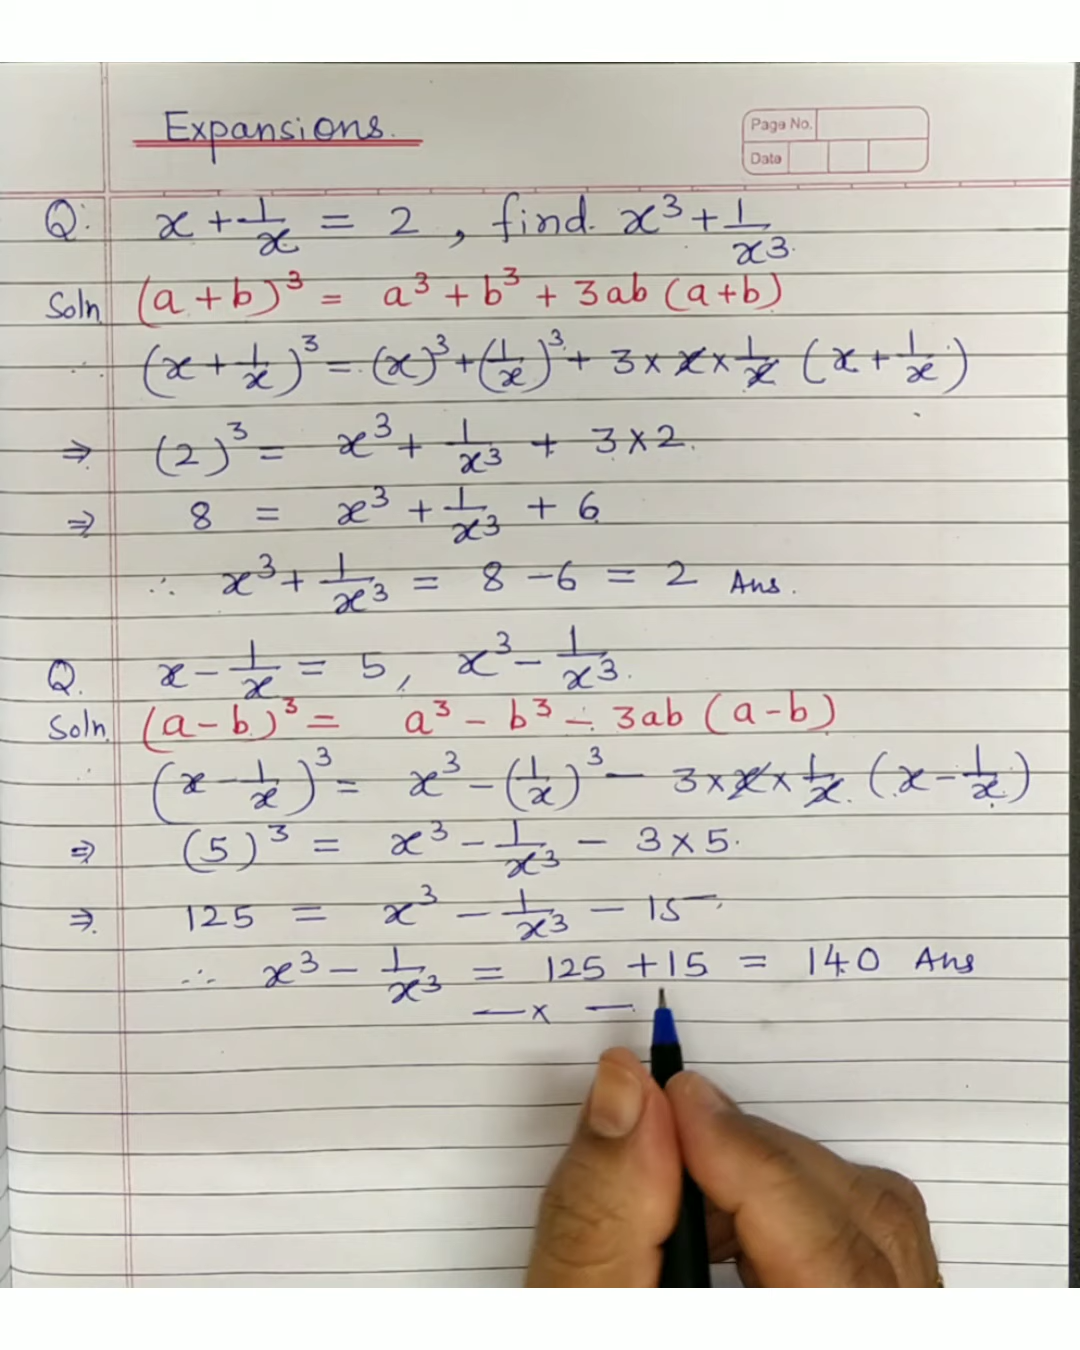 Expansions.
Page No.
Date
Q: x + 1/x = 2 , find. x³ + 1/x³.
Soln (a + b)³ = a³ + b³ + 3ab (a+b)
∴ (x + 1/x)³ = (x)³ + (1/x)³ + 3 × x × 1/x (x + 1/x)
⇒ (2)³ = x³ + 1/x³ + 3 × 2.
⇒ 8 = x³ + 1/x³ + 6
∴ x³ + 1/x³ = 8 - 6 = 2 Ans.
Q. x - 1/x = 5, x³ - 1/x³.
Soln (a - b)³ = a³ - b³ - 3ab (a - b)
∴ (x - 1/x)³ = x³ - (1/x)³ - 3 × x × 1/x. (x - 1/x)
⇒ (5)³ = x³ - 1/x³ - 3 × 5.
⇒ 125 = x³ - 1/x³ - 15
∴ x³ - 1/x³ = 125 + 15 = 140 Ans
— x —